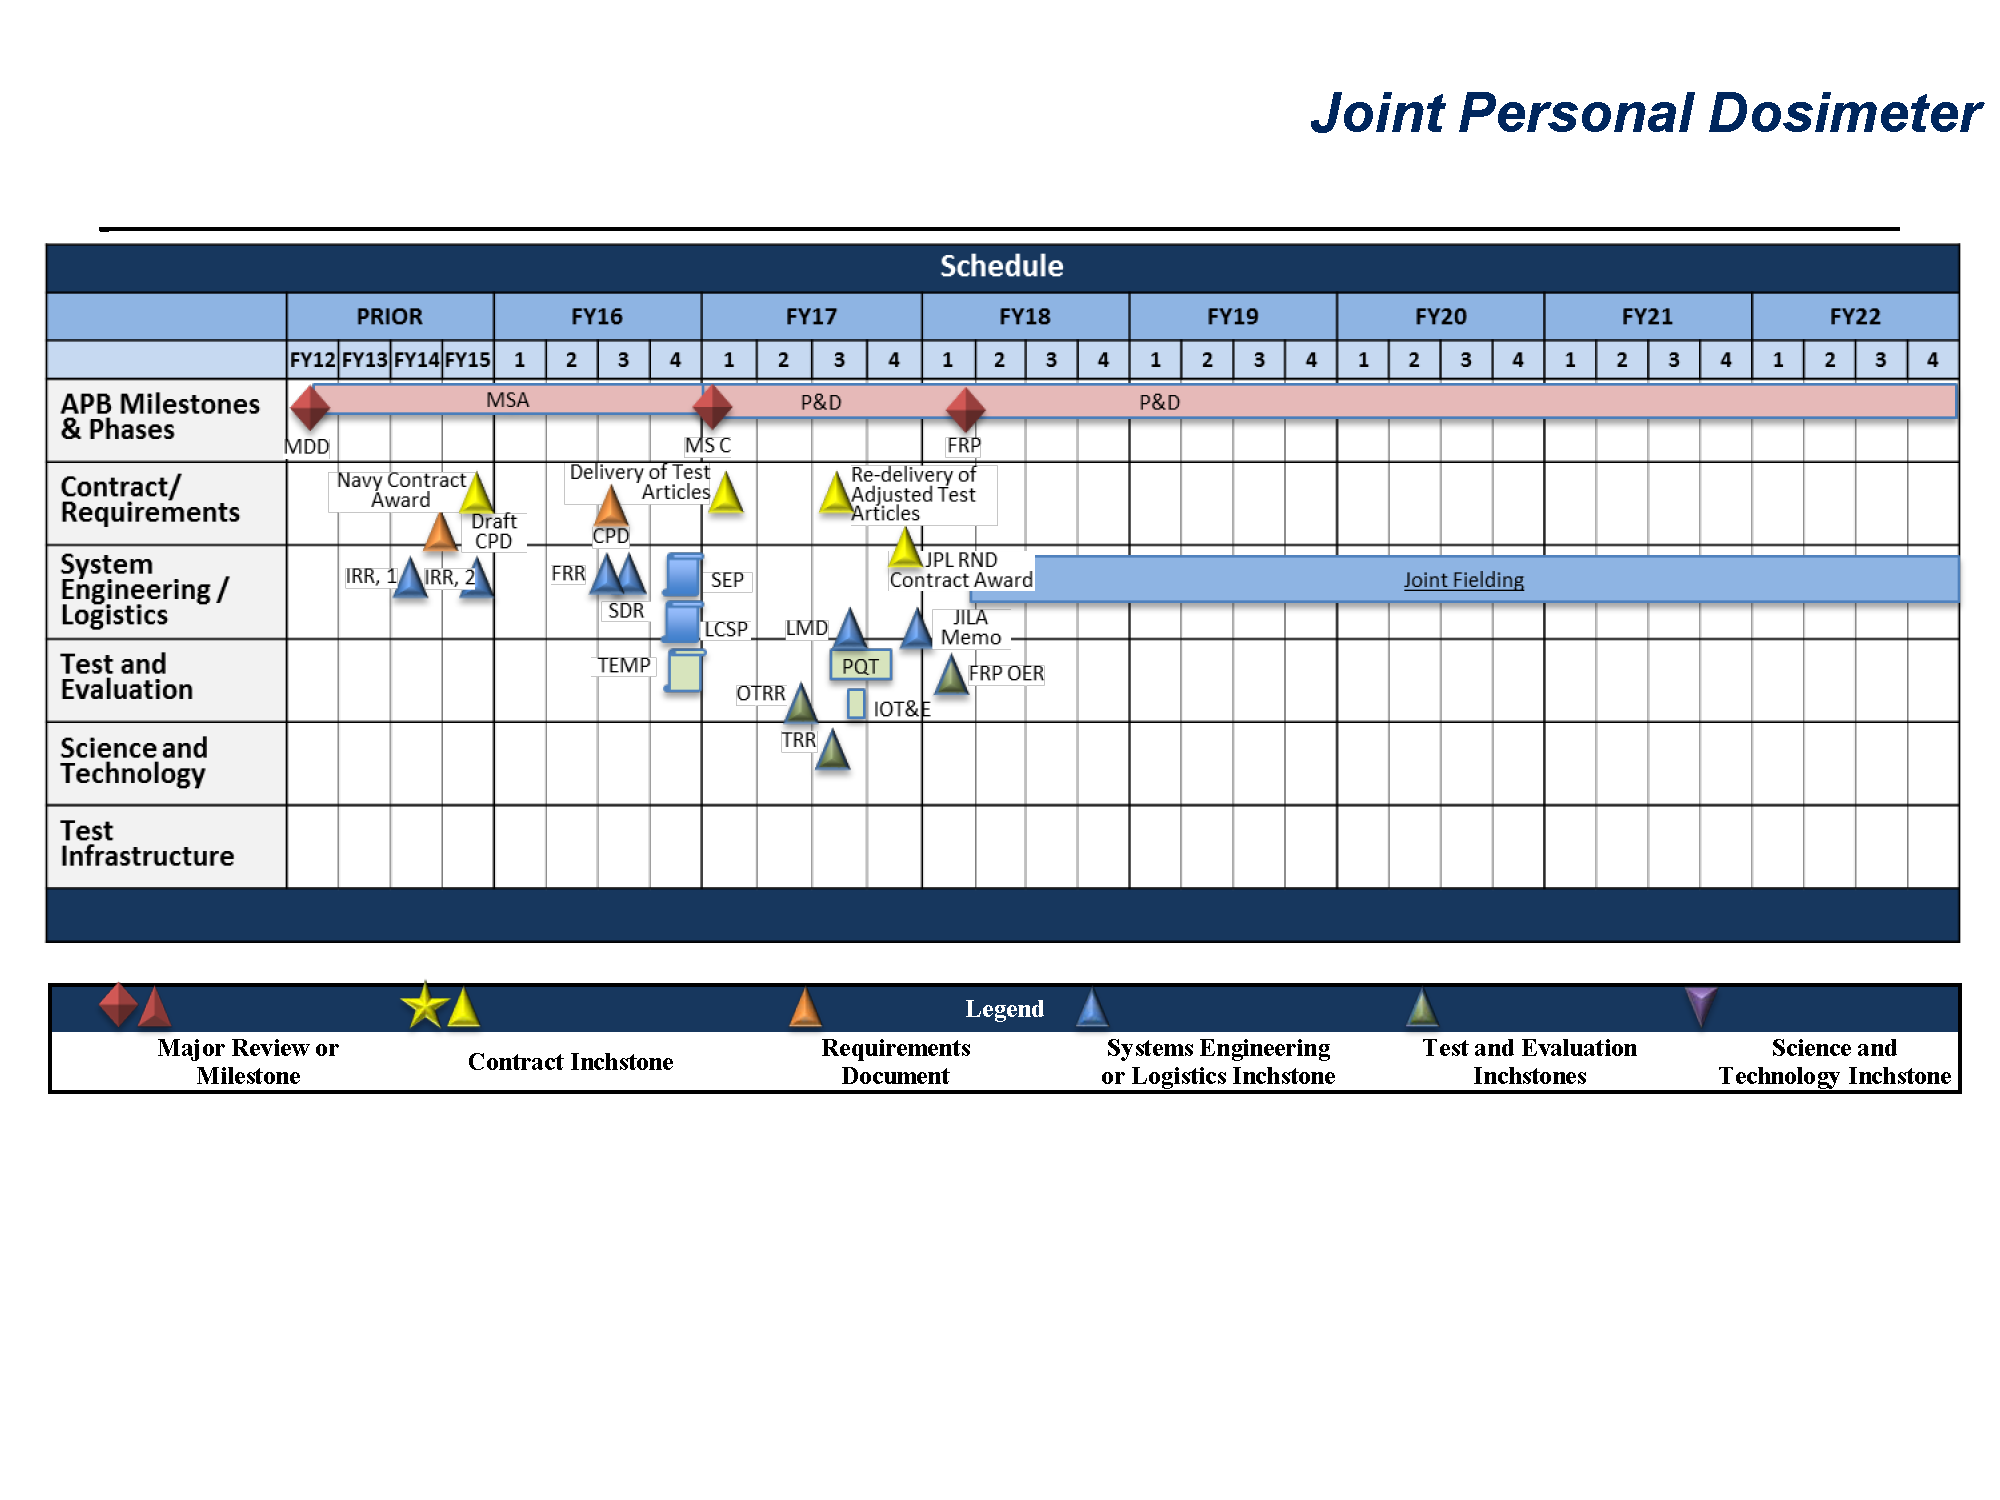 Joint Personal Dosimeter
Schedule
PRIOR FY16 FY17 FY18 FY19 FY20 FY21 FY22
FY12 FY13 FY14 FY15 1 2 3 4 1 2 3 4 1 2 3 4 1 2 3 4 1 2 3 4 1 2 3 4 1 2 3 4
APB Milestones
& Phases
MSA P&D P&D
MDD MS C FRP
Contract/
Requirements
Navy Contract
Award
Draft
CPD
Delivery of Test
Articles
CPD
Re-delivery of
Adjusted Test
Articles
System
Engineering /
Logistics
IRR, 1 IRR, 2 FRR
SDR
SEP
LCSP
LMD
JPL RND
Contract Award
JILA
Memo
Joint Fielding
Test and
Evaluation
TEMP
OTRR
PQT
IOT&E
FRP OER
Science and
Technology
TRR
Test
Infrastructure
Legend
Major Review or
Milestone
Contract Inchstone
Requirements
Document
Systems Engineering
or Logistics Inchstone
Test and Evaluation
Inchstones
Science and
Technology Inchstone